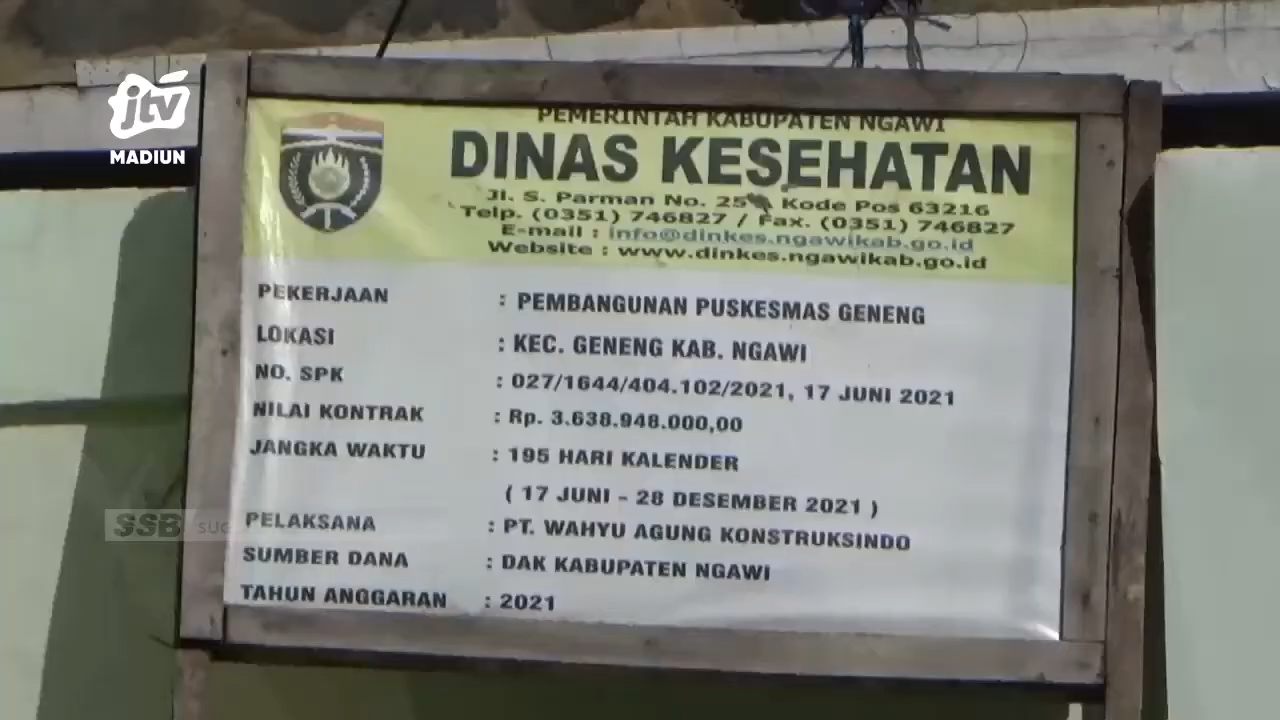 jtv
MADIUN
PEMERINTAH KABUPATEN NGAWI
DINAS KESEHATAN
Jl. S. Parman No. 25 Kode Pos 63216
Telp. (0351) 746827 / Fax. (0351) 746827
E-mail : info@dinkes.ngawikab.go.id
Website : www.dinkes.ngawikab.go.id
PEKERJAAN : PEMBANGUNAN PUSKESMAS GENENG
LOKASI : KEC. GENENG KAB. NGAWI
NO. SPK : 027/1644/404.102/2021, 17 JUNI 2021
NILAI KONTRAK : Rp. 3.638.948.000,00
JANGKA WAKTU : 195 HARI KALENDER
( 17 JUNI - 28 DESEMBER 2021 )
SSB
PELAKSANA : PT. WAHYU AGUNG KONSTRUKSINDO
SUMBER DANA : DAK KABUPATEN NGAWI
TAHUN ANGGARAN : 2021